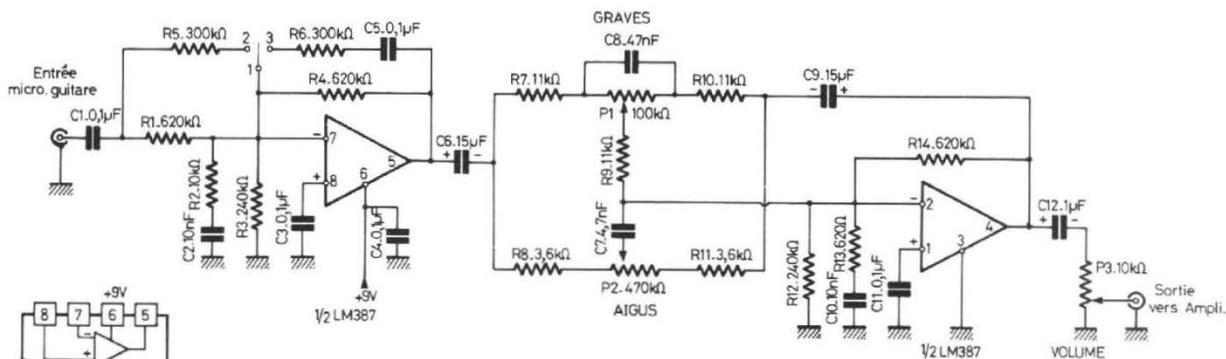 GRAVES
R5.300kΩ
2
3
R6.300kΩ
C5.0,1µF
C8.47nF
1
Entrée
micro.guitare
R4.620kΩ
R7.11kΩ
R10.11kΩ
C9.15µF
- +
P1
100kΩ
C1.0,1µF
R1.620kΩ
- 7
5
C6.15µF
+ -
R9.11kΩ
R14.620kΩ
R2.10kΩ
6
+ 8
C2.10nF
R3.240kΩ
C3.0,1µF
C4.0,1µF
C7.4,7nF
- 2
4
C12.1µF
+ -
3
+ 1
R12.240kΩ
R13.620Ω
C10.10nF
C11.0,1µF
R8.3,6kΩ
R11.3,6kΩ
P2.470kΩ
AIGUS
P3.10kΩ
Sortie
vers Ampli.
+9V
1/2 LM387
1/2 LM387
VOLUME
+9V
8 7 6 5
-
+